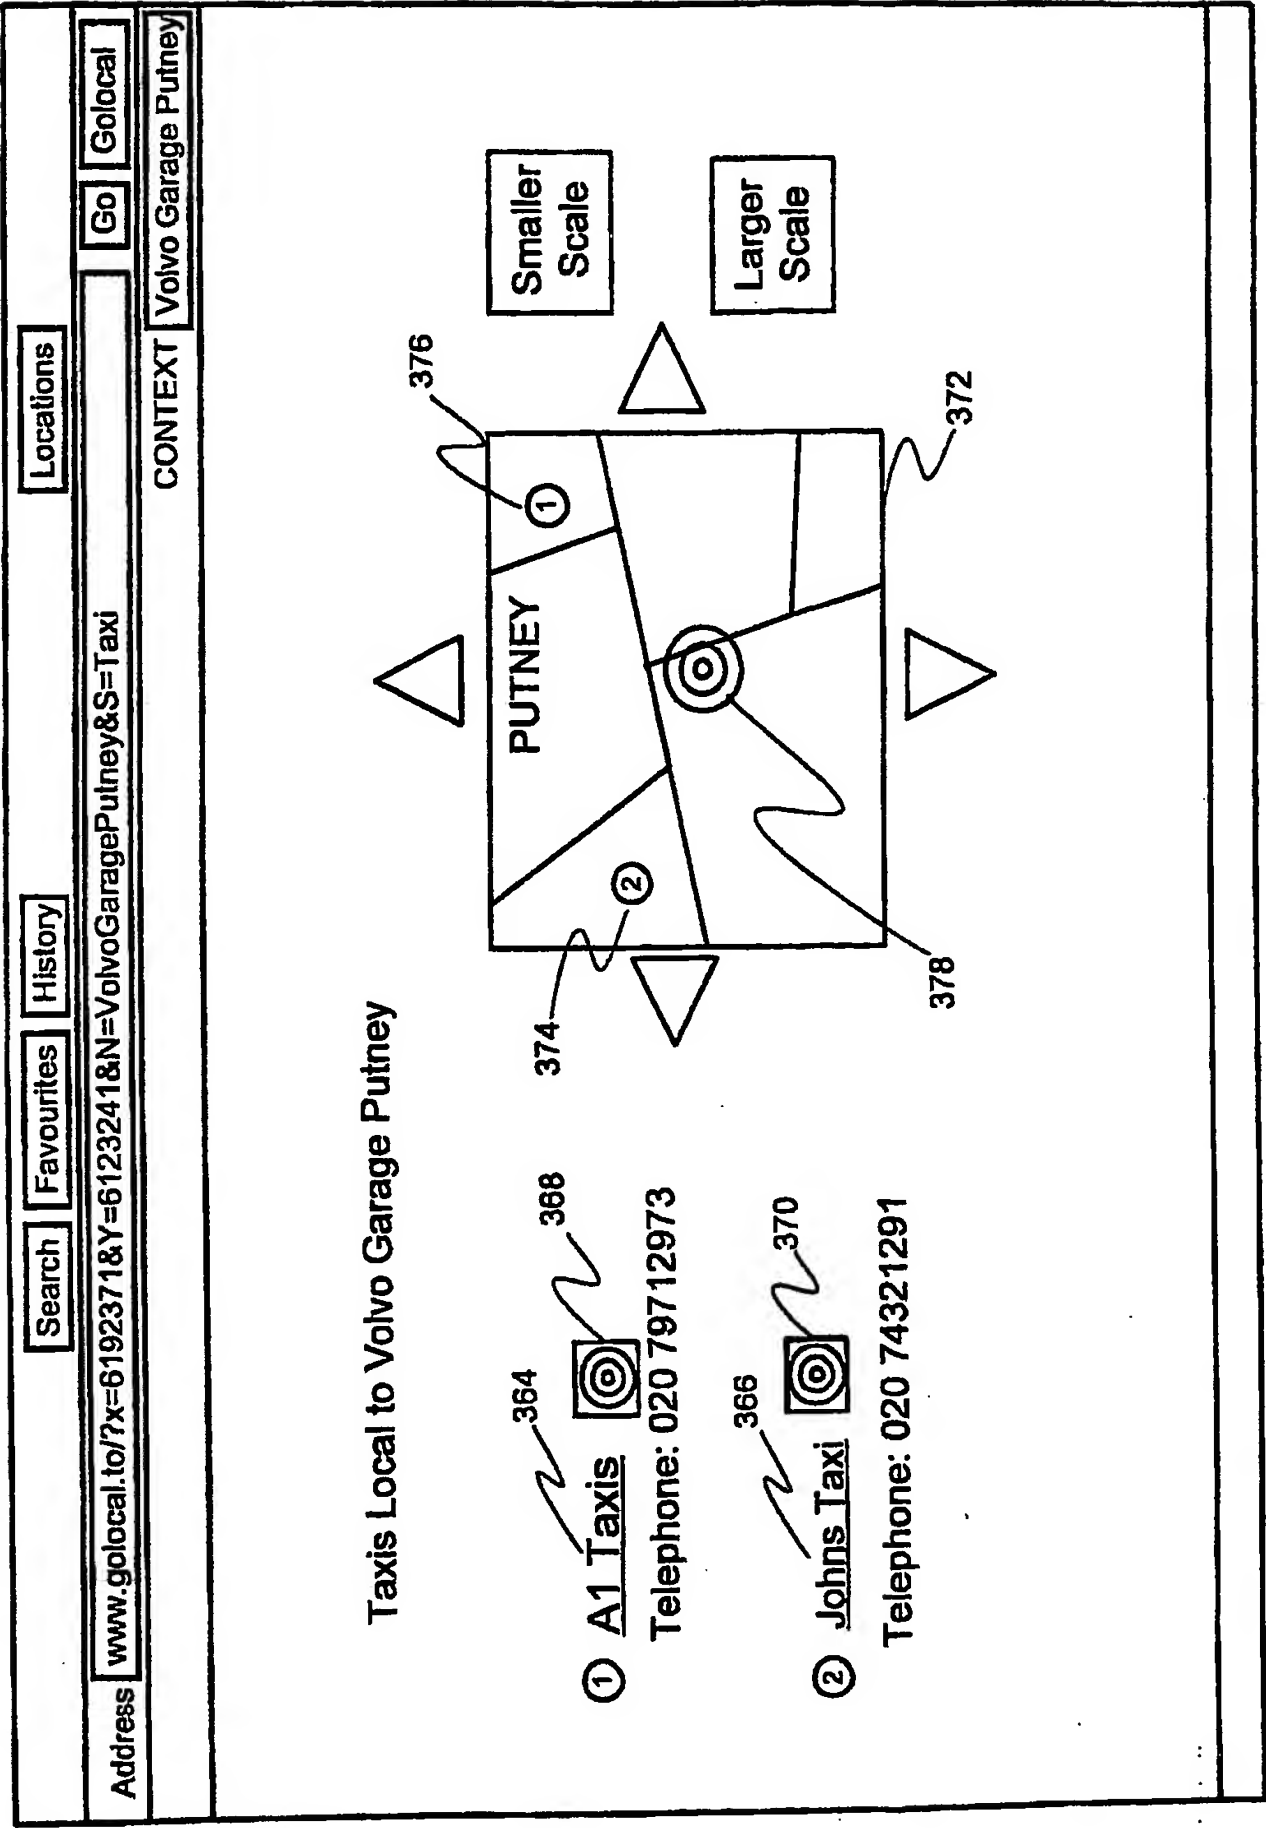 Search Favourites History Locations
Address www.golocal.to/?x=6192371&Y=6123241&N=VolvoGaragePutney&S=Taxi Go Golocal
CONTEXT Volvo Garage Putney
Taxis Local to Volvo Garage Putney
376
364
368
374
1 A1 Taxis
Telephone: 020 79712973
PUTNEY
1
2
Smaller
Scale
366
370
2 Johns Taxi
Telephone: 020 74321291
Larger
Scale
378
372